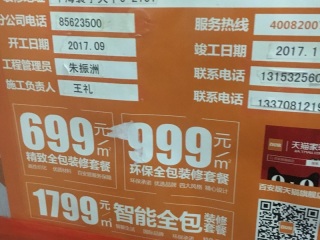 分公司电话 85623500 服务热线 4008207
开工日期 2017.09 竣工日期 2017.1
工程管理员 朱振洲 联系电话 13153256
施工负责人 王礼 联系电话 1337081219
699元/㎡ 999元/㎡
精致全包装修套餐 环保全包装修套餐
天猫家装
百安居天猫旗舰店
1799元/㎡ 智能全包装修套餐